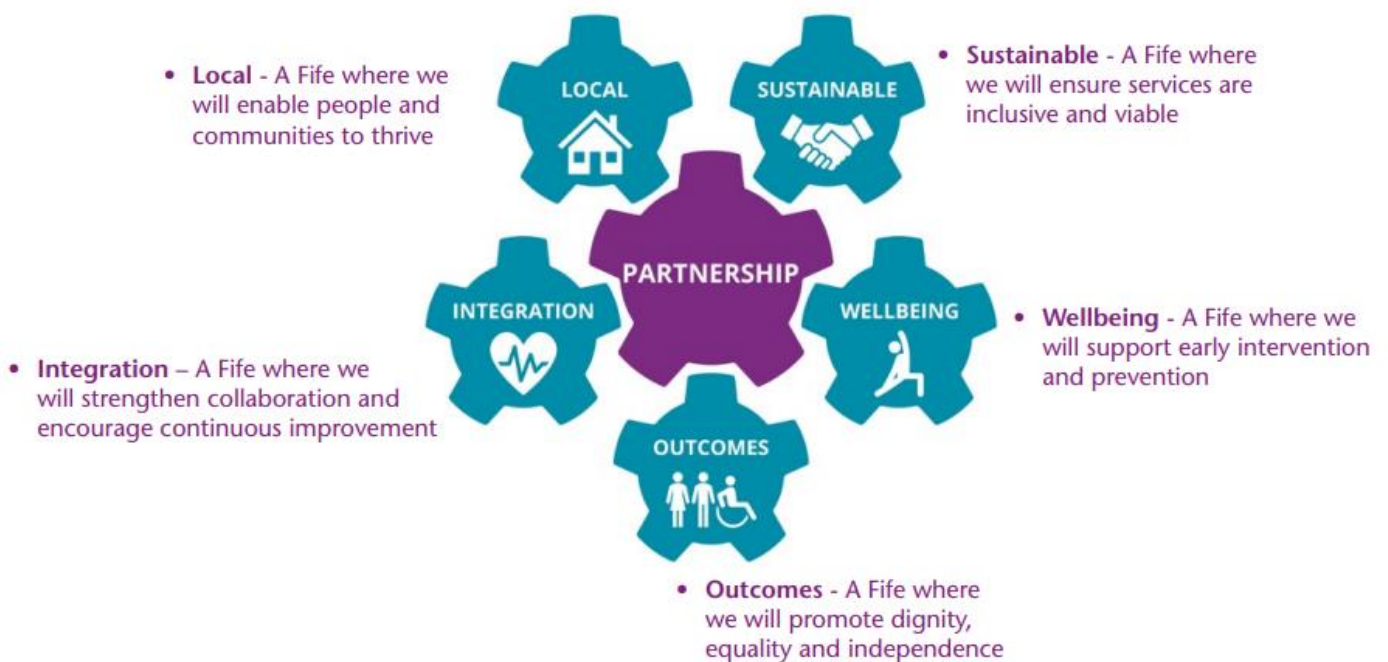 • Local - A Fife where we
will enable people and
communities to thrive
LOCAL
SUSTAINABLE
• Sustainable - A Fife where
we will ensure services are
inclusive and viable
PARTNERSHIP
INTEGRATION
• Integration – A Fife where we
will strengthen collaboration and
encourage continuous improvement
WELLBEING
• Wellbeing - A Fife where we
will support early intervention
and prevention
OUTCOMES
• Outcomes - A Fife where
we will promote dignity,
equality and independence